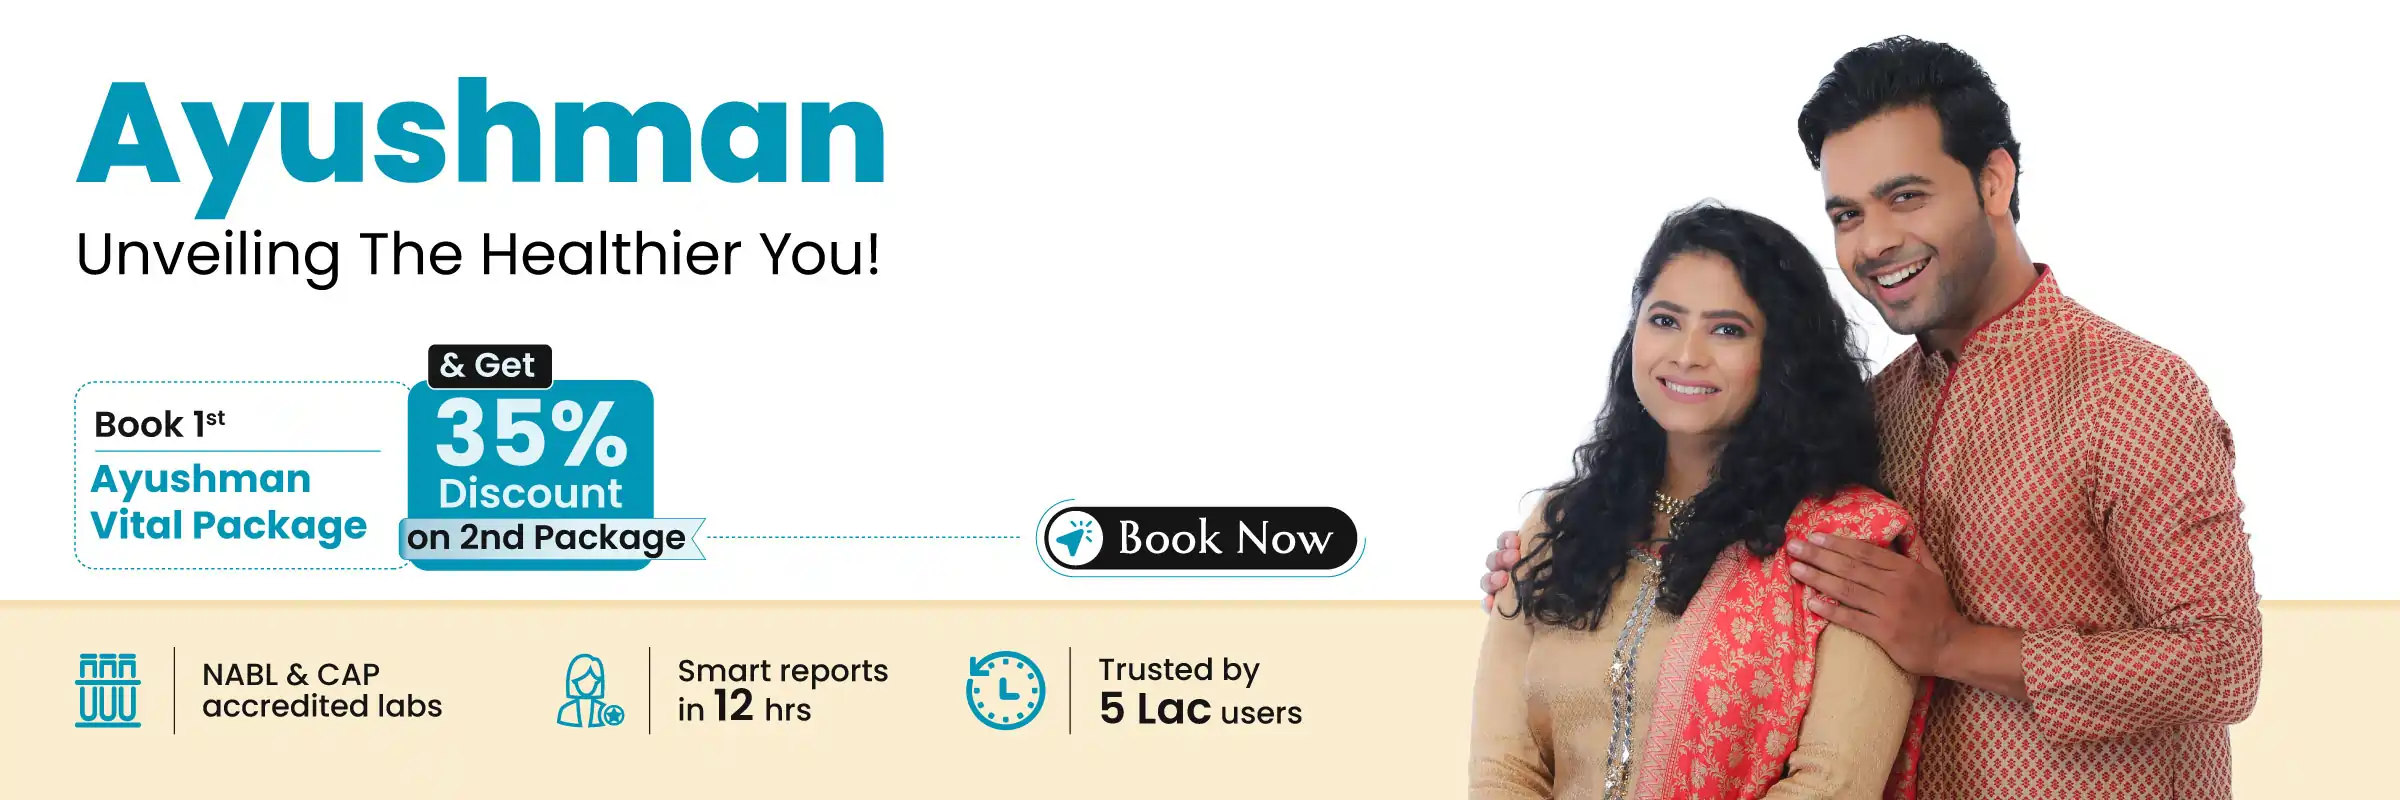 Ayushman
Unveiling The Healthier You!
Book 1st
Ayushman
Vital Package
& Get
35%
Discount
on 2nd Package
Book Now
NABL & CAP
accredited labs
Smart reports
in 12 hrs
Trusted by
5 Lac users